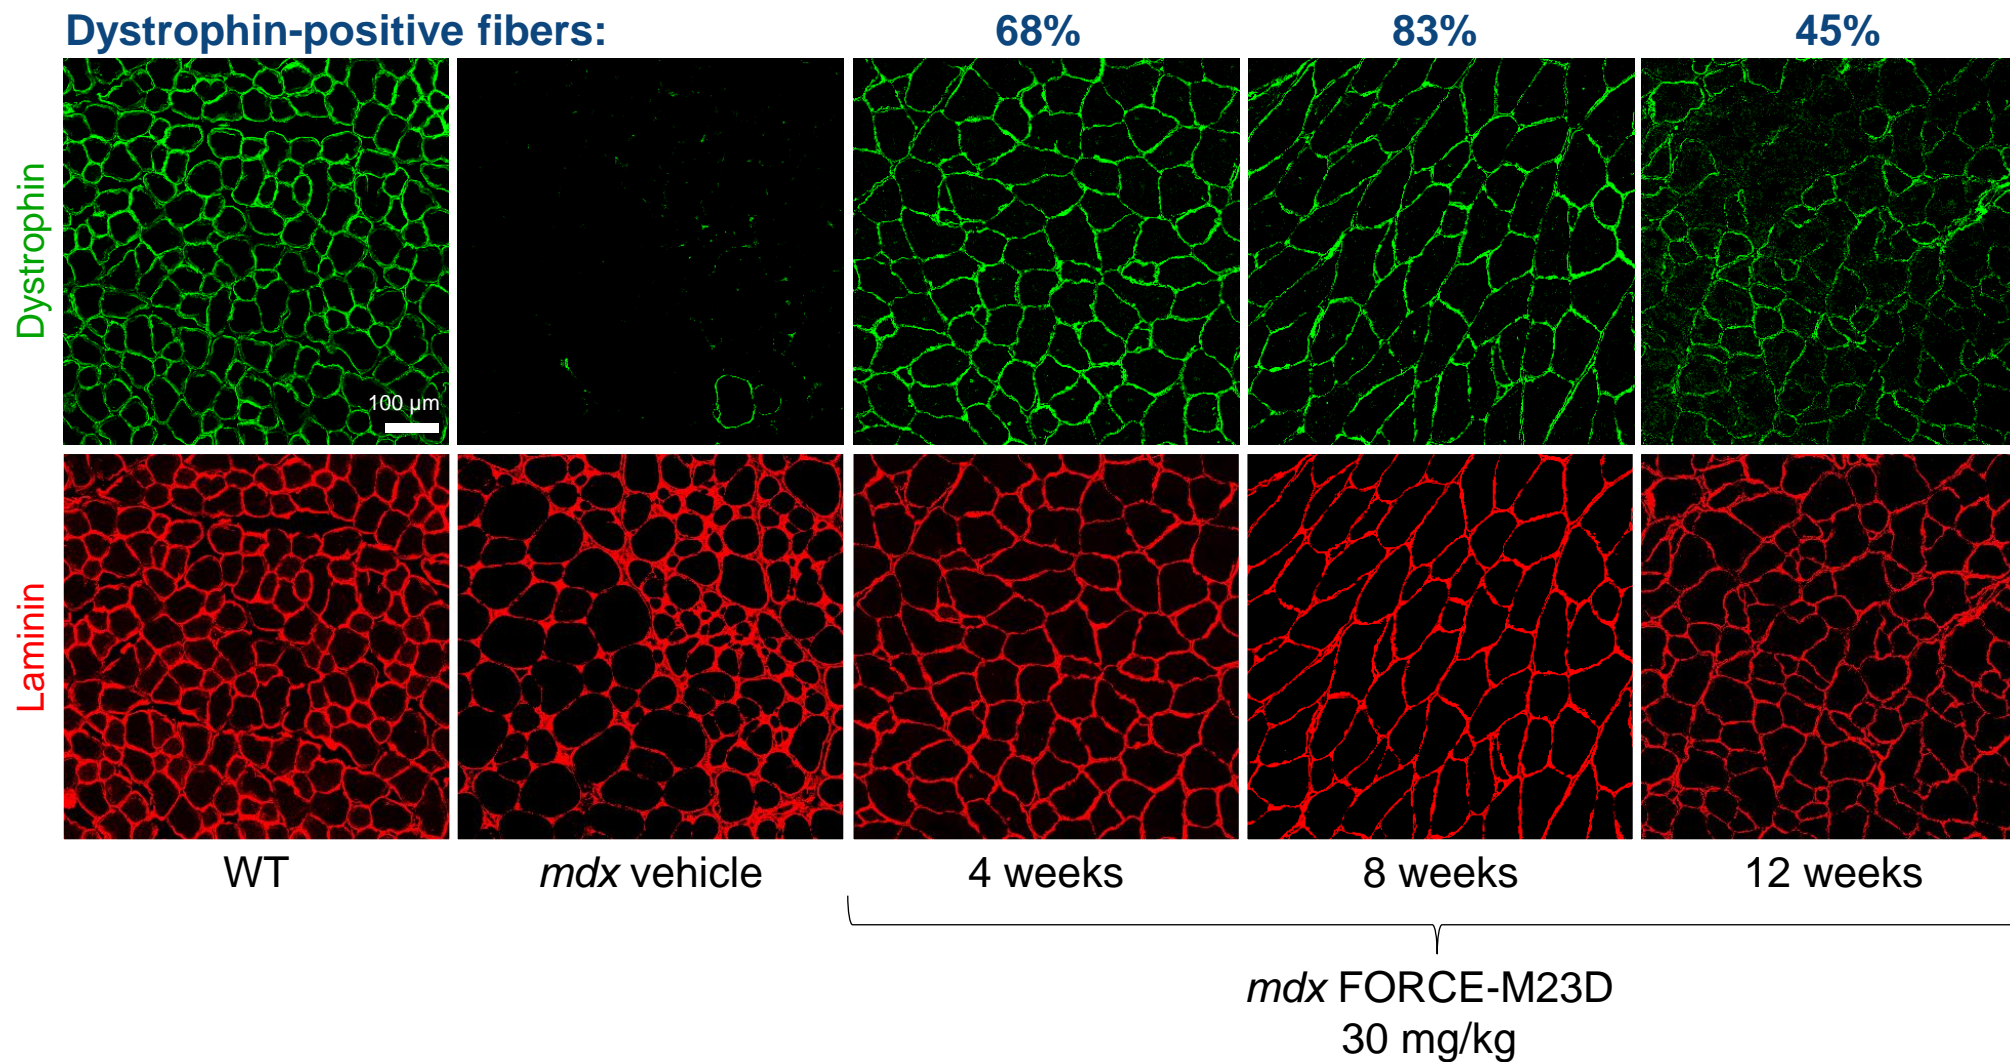 Dystrophin-positive fibers: 68% 83% 45%
Dystrophin
100 µm
Laminin
WT mdx vehicle 4 weeks 8 weeks 12 weeks
mdx FORCE-M23D
30 mg/kg